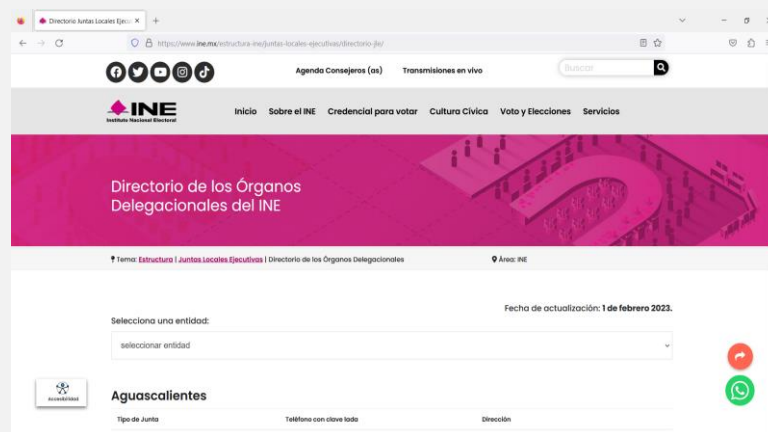 Directorio Juntas Locales Ejecu
https://www.ine.mx/estructura-ine/juntas-locales-ejecutivas/directorio-jle/
Agenda Consejeros (as) Transmisiones en vivo Buscar
INE
Instituto Nacional Electoral
Inicio Sobre el INE Credencial para votar Cultura Cívica Voto y Elecciones Servicios
Directorio de los Órganos
Delegacionales del INE
Tema: Estructura | Juntas Locales Ejecutivas | Directorio de los Órganos Delegacionales Área: INE
Fecha de actualización: 1 de febrero 2023.
Selecciona una entidad:
seleccionar entidad
Accesibilidad
Aguascalientes
Tipo de Junta Teléfono con clave lada Dirección